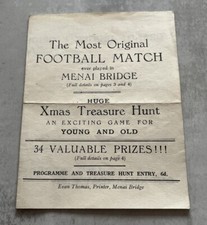 The Most Original
FOOTBALL MATCH
ever played in
MENAI BRIDGE
(Full details on pages 3 and 4)
HUGE
Xmas Treasure Hunt
AN EXCITING GAME FOR
YOUNG AND OLD
34 VALUABLE PRIZES!!!
(Full details on page 6)
PROGRAMME AND TREASURE HUNT ENTRY, 6d.
Evan Thomas, Printer, Menai Bridge